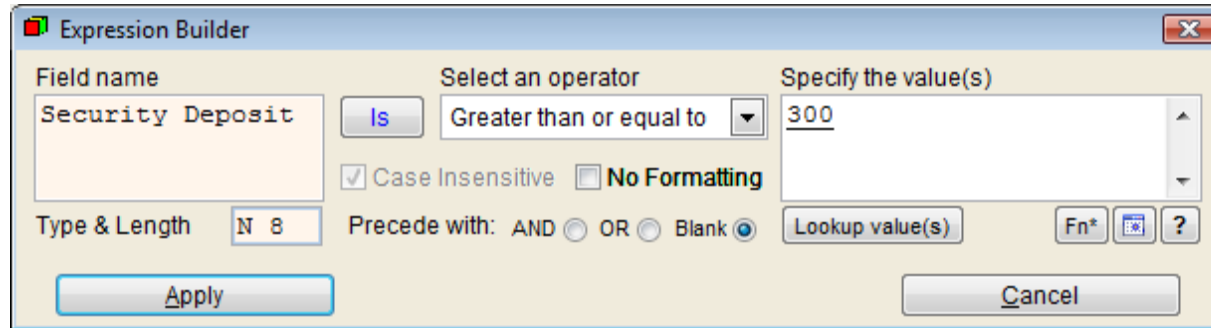 Expression Builder
Field name Select an operator Specify the value(s)
Security Deposit Is Greater than or equal to 300
Case Insensitive No Formatting
Type & Length N 8 Precede with: AND OR Blank Lookup value(s) Fn* ?
Apply Cancel